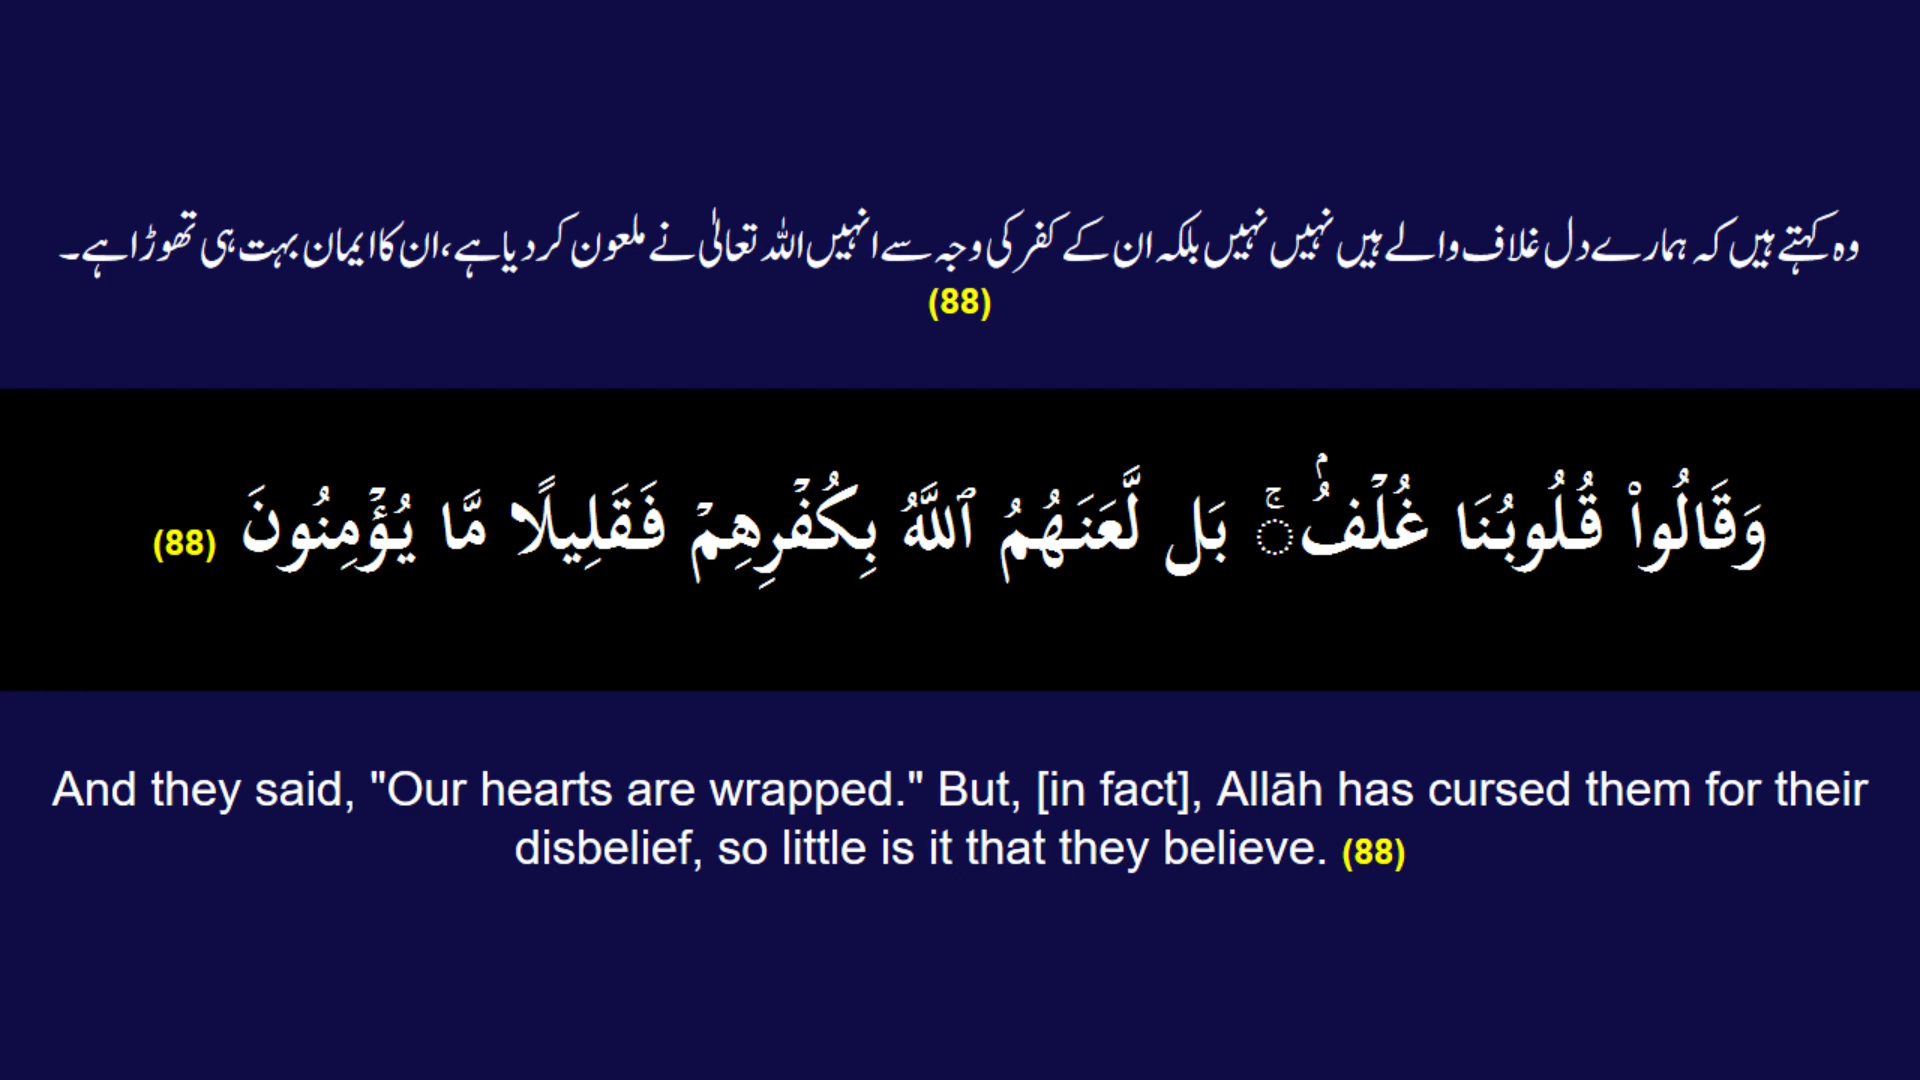 وہ کہتے ہیں کہ ہمارے دل غلاف والے ہیں نہیں نہیں بلکہ ان کے کفر کی وجہ سے انہیں اللہ تعالیٰ نے ملعون کردیا ہے، ان کا ایمان بہت ہی تھوڑا ہے۔
(88)
وَقَالُوا۟ قُلُوبُنَا غُلۡفُۢ ۚ بَل لَّعَنَهُمُ ٱللَّهُ بِكُفۡرِهِمۡ فَقَلِيلًا مَّا يُؤۡمِنُونَ (88)
And they said, "Our hearts are wrapped." But, [in fact], Allāh has cursed them for their
disbelief, so little is it that they believe. (88)